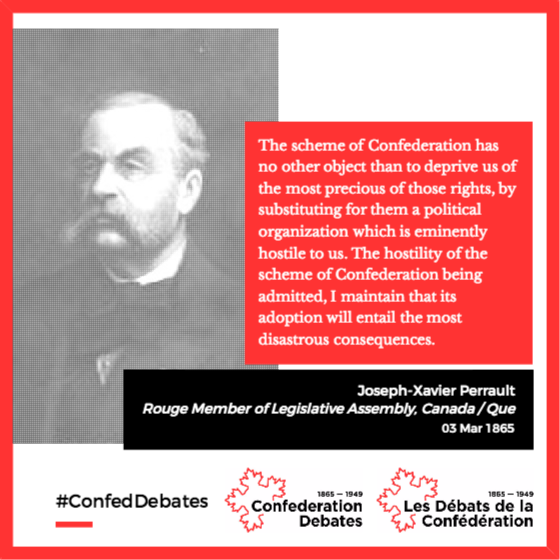 The scheme of Confederation has
no other object than to deprive us of
the most precious of those rights, by
substituting for them a political
organization which is eminently
hostile to us. The hostility of the
scheme of Confederation being
admitted, I maintain that its
adoption will entail the most
disastrous consequences.
Joseph-Xavier Perrault
Rouge Member of Legislative Assembly, Canada / Que
03 Mar 1865
#ConfedDebates
1865 — 1949
Confederation
Debates
1865 — 1949
Les Débats de la
Confédération